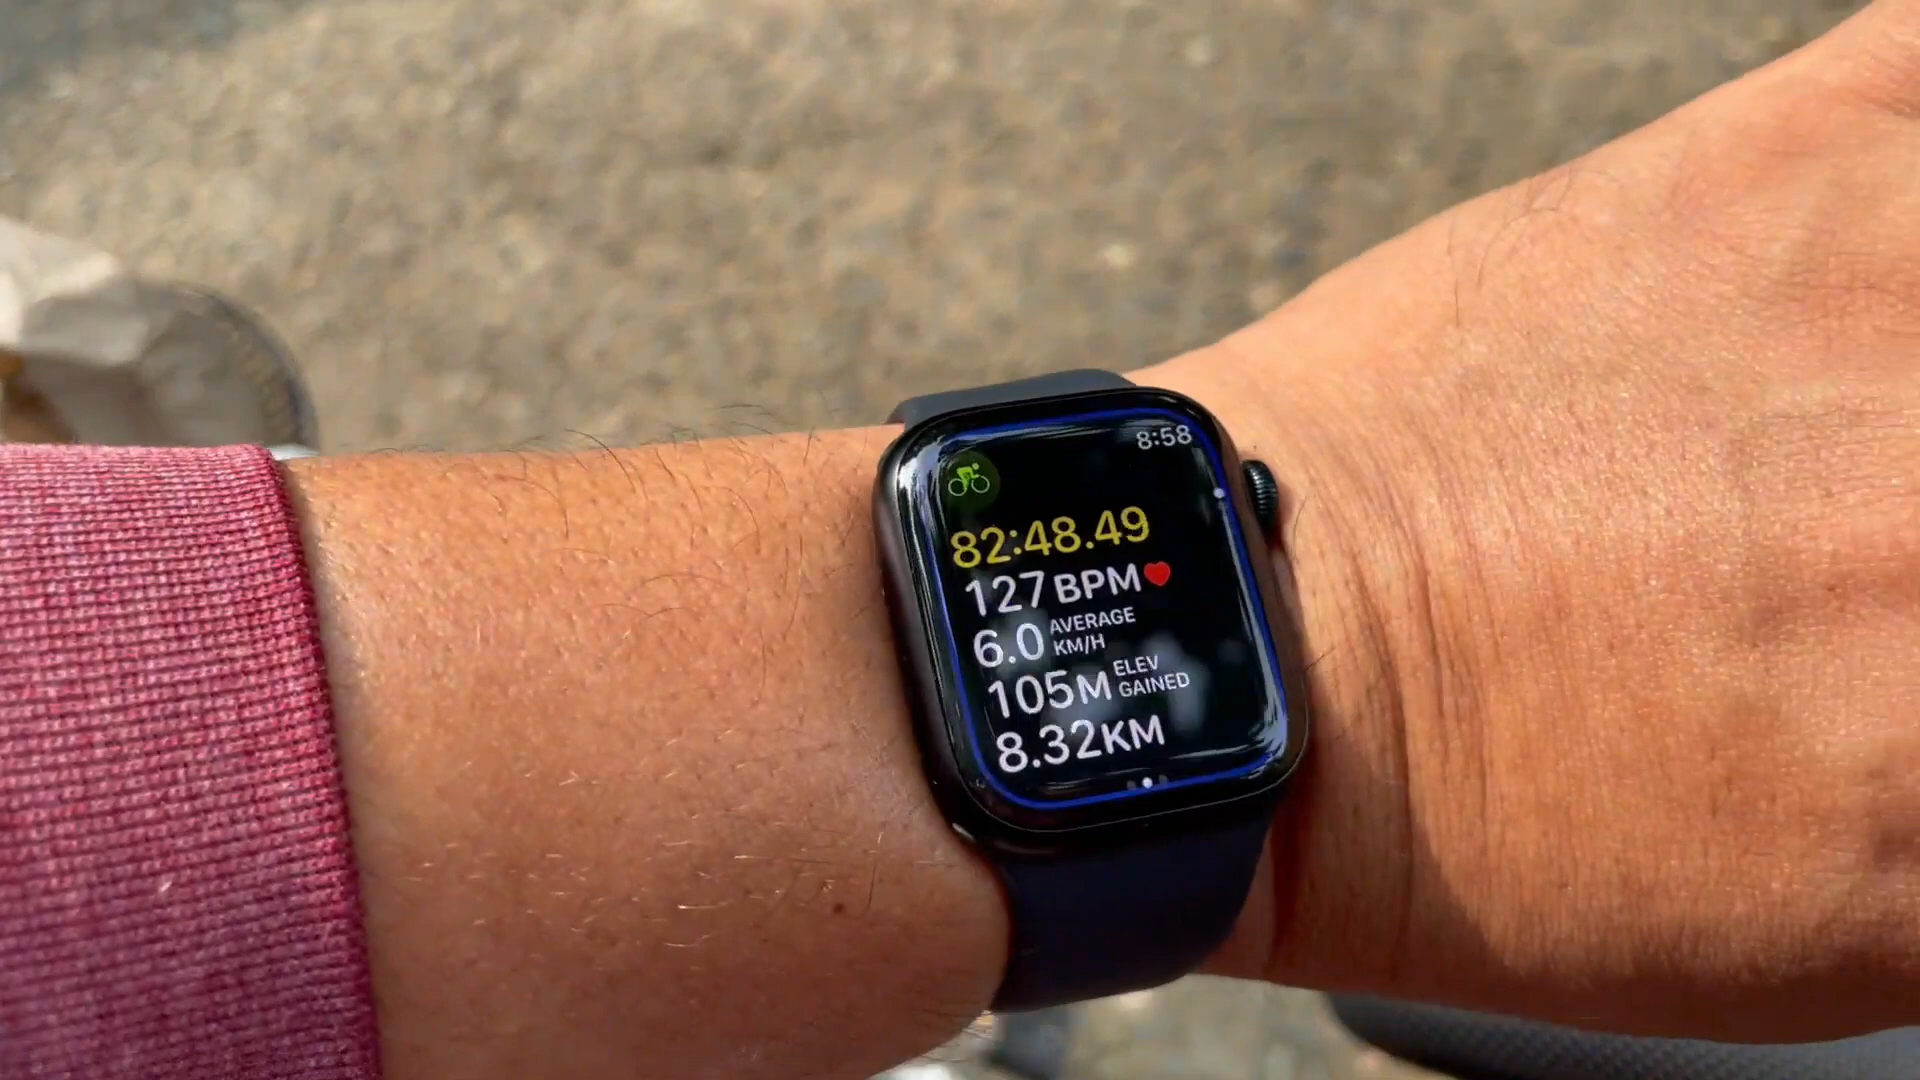 8:58
82:48.49
127 BPM
6.0 AVERAGE KM/H
105M ELEV GAINED
8.32KM